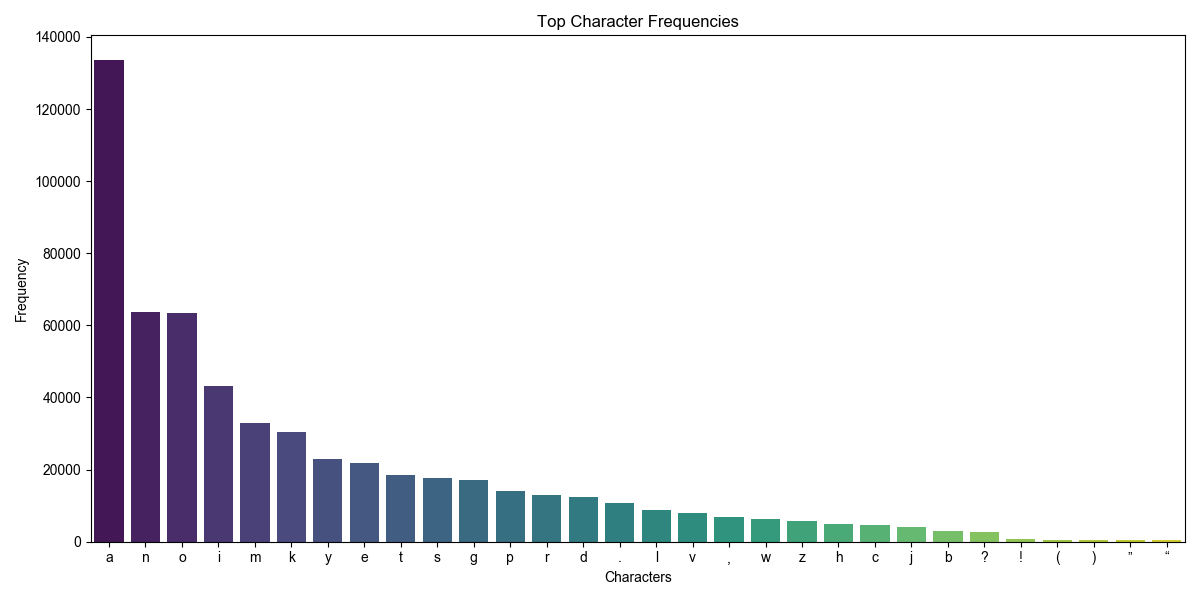 Top Character Frequencies
140000
120000
100000
80000
60000
40000
20000
0
Frequency
a n o i m k y e t s g p r d . l v , w z h c j b ? ! ( ) ” “
Characters